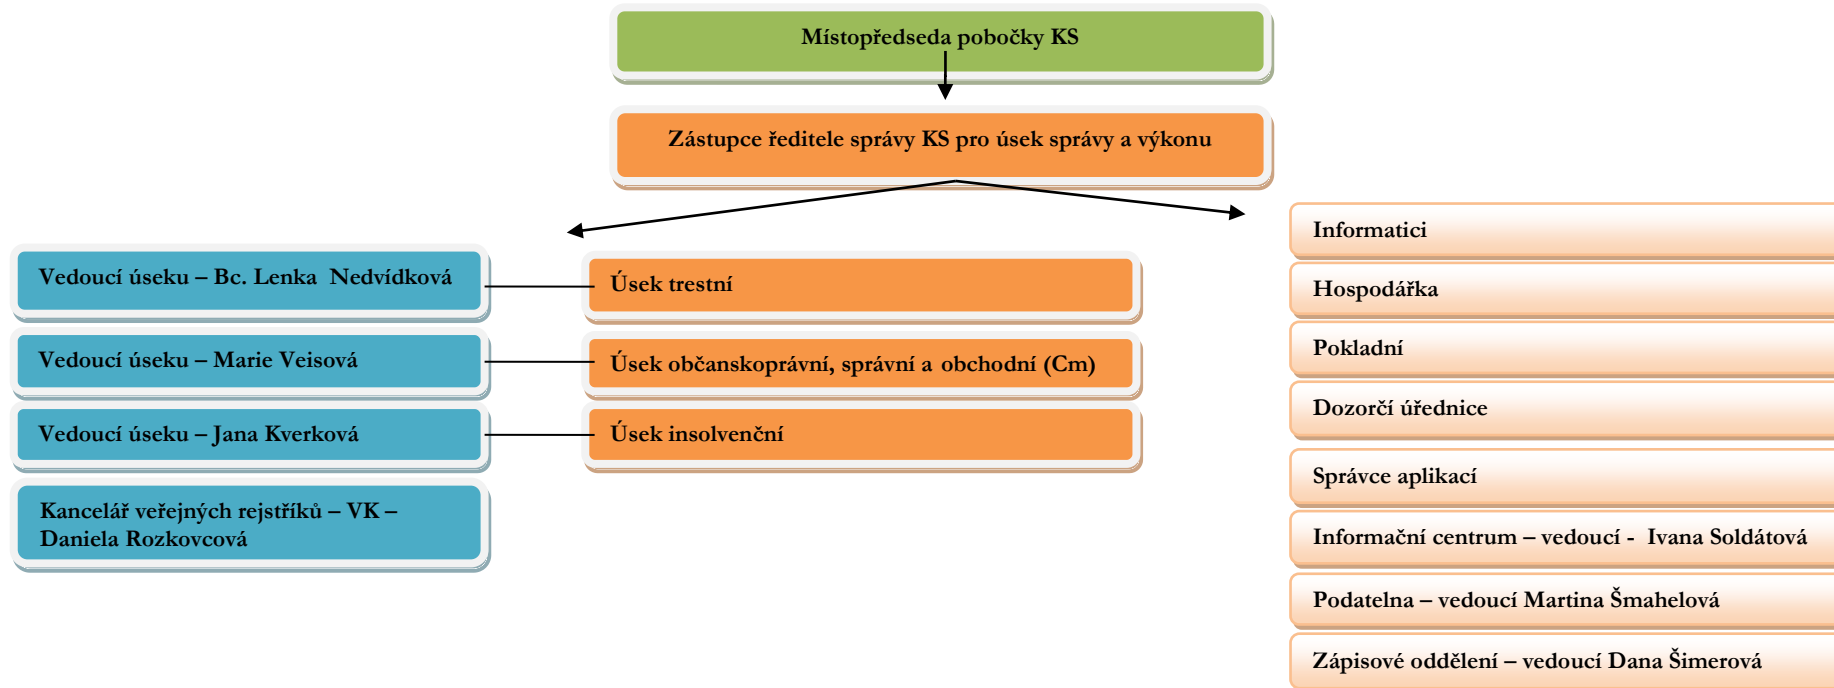 Místopředseda pobočky KS
Zástupce ředitele správy KS pro úsek správy a výkonu
Vedoucí úseku – Bc. Lenka Nedvídková
Úsek trestní
Vedoucí úseku – Marie Veisová
Úsek občanskoprávní, správní a obchodní (Cm)
Vedoucí úseku – Jana Kverková
Úsek insolvenční
Kancelář veřejných rejstříků – VK –
Daniela Rozkovcová
Informatici
Hospodářka
Pokladní
Dozorčí úřednice
Správce aplikací
Informační centrum – vedoucí - Ivana Soldátová
Podatelna – vedoucí Martina Šmahelová
Zápisové oddělení – vedoucí Dana Šimerová